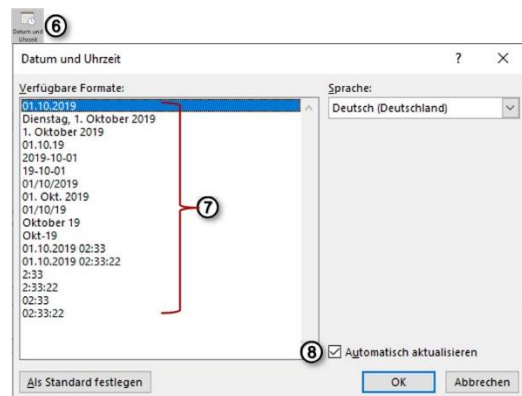 Datum und
Uhrzeit
6
Datum und Uhrzeit ? ×
Verfügbare Formate:
Sprache:
01.10.2019
Deutsch (Deutschland)
Dienstag, 1. Oktober 2019
1. Oktober 2019
01.10.19
2019-10-01
19-10-01
01/10/2019
01. Okt. 2019
01/10/19
7
Oktober 19
Okt-19
01.10.2019 02:33
01.10.2019 02:33:22
2:33
2:33:22
02:33
02:33:22
8 Automatisch aktualisieren
Als Standard festlegen
OK
Abbrechen